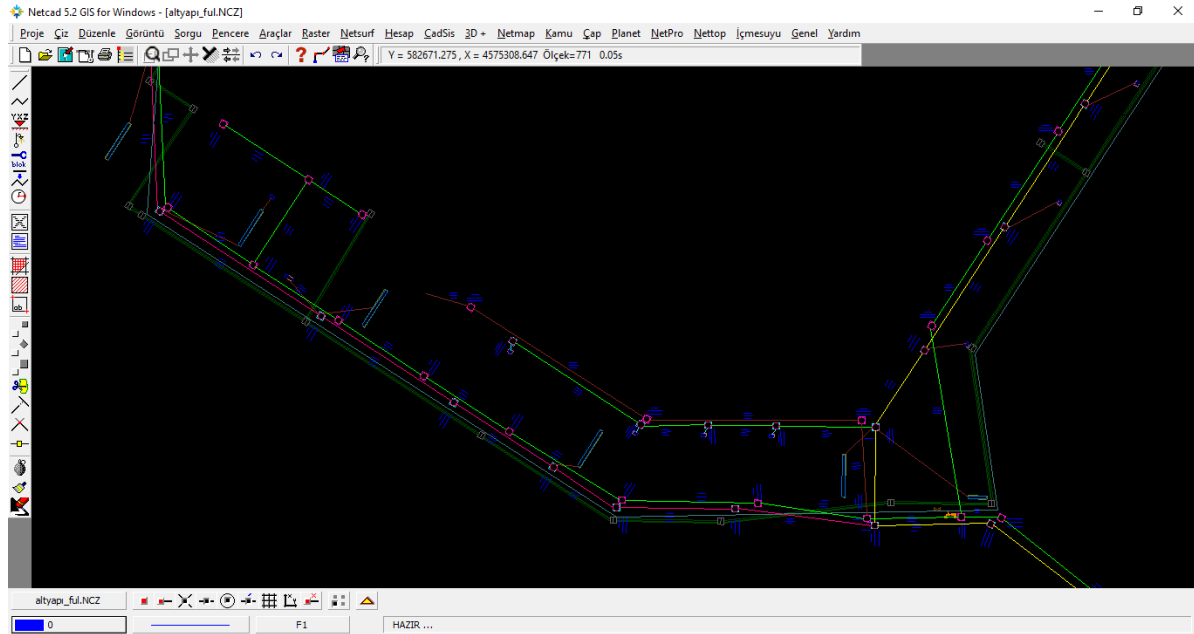 Netcad 5.2 GIS for Windows - [altyapı_ful.NCZ]
Proje Çiz Düzenle Görüntü Sorgu Pencere Araçlar Raster Netsurf Hesap CadSis 3D + Netmap Kamu Çap Planet NetPro Nettop İçmesuyu Genel Yardım
Y = 582671.275 , X = 4575308.647 Ölçek=771 0.05s
YXZ
blok
ab
altyapı_ful.NCZ
0 F1 HAZIR ...